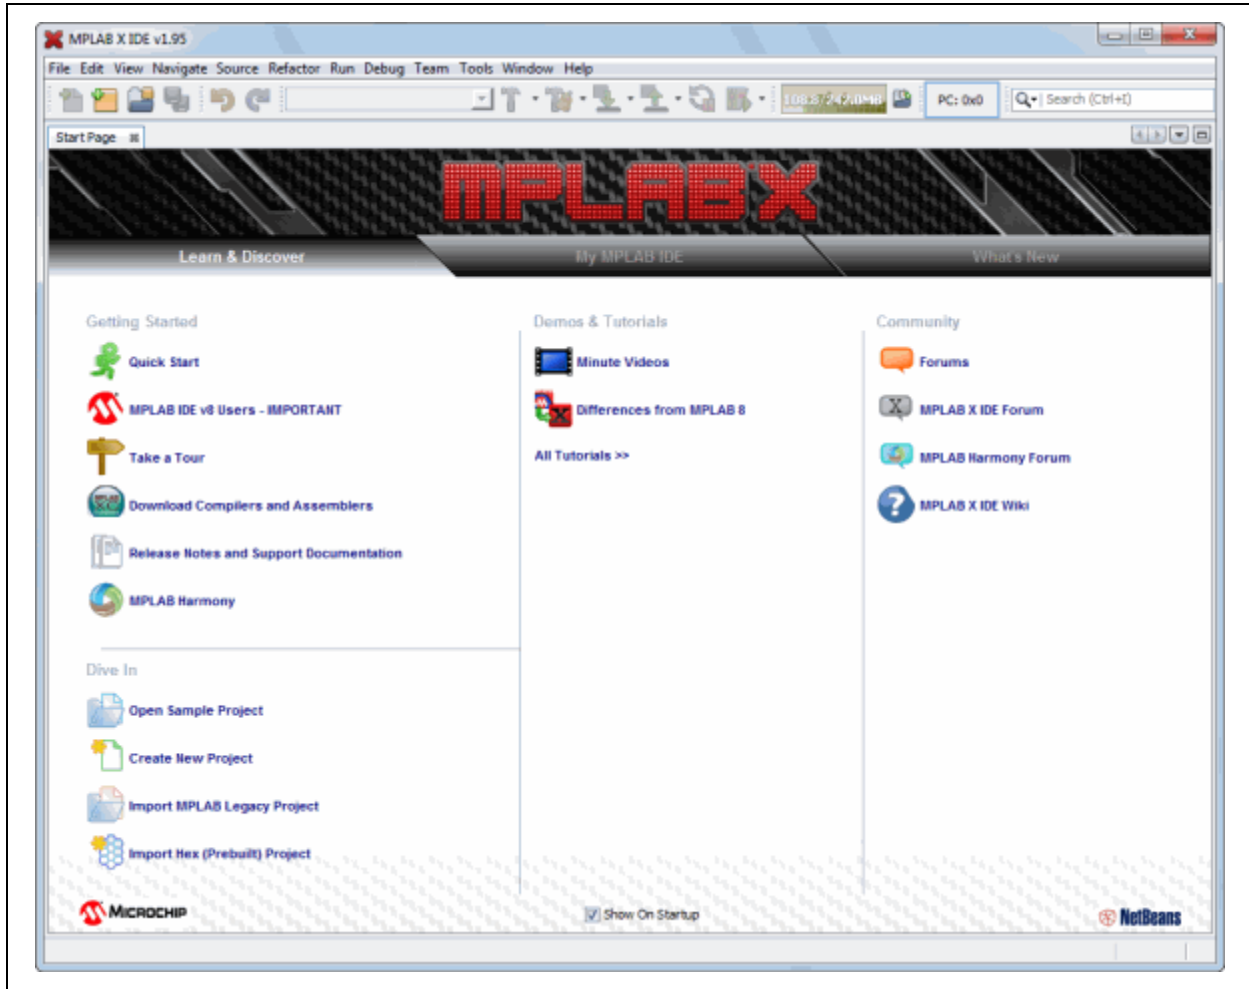 MPLAB X IDE v1.95
File Edit View Navigate Source Refactor Run Debug Team Tools Window Help
PC: 0x0
Search (Ctrl+I)
Start Page
MPLAB X
Learn & Discover
My MPLAB IDE
What's New
Getting Started
Quick Start
MPLAB IDE v8 Users - IMPORTANT
Take a Tour
Download Compilers and Assemblers
Release Notes and Support Documentation
MPLAB Harmony
Dive In
Open Sample Project
Create New Project
Import MPLAB Legacy Project
Import Hex (Prebuilt) Project
Demos & Tutorials
Minute Videos
Differences from MPLAB 8
All Tutorials >>
Community
Forums
MPLAB X IDE Forum
MPLAB Harmony Forum
MPLAB X IDE Wiki
MICROCHIP
Show On Startup
NetBeans